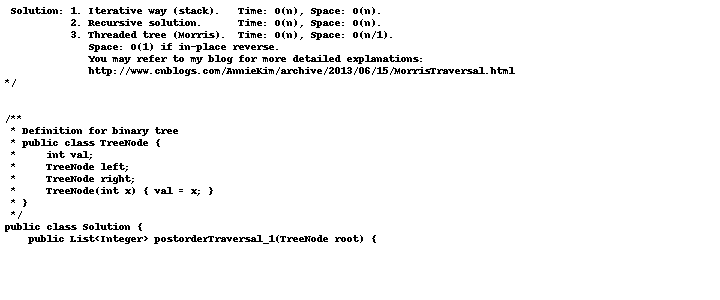 Solution: 1. Iterative way (stack).   Time: O(n), Space: O(n).
          2. Recursive solution.      Time: O(n), Space: O(n).
          3. Threaded tree (Morris).  Time: O(n), Space: O(n/1).
             Space: O(1) if in-place reverse.
             You may refer to my blog for more detailed explanations:
             http://www.cnblogs.com/AnnieKim/archive/2013/06/15/MorrisTraversal.html
*/
/**
 * Definition for binary tree
 * public class TreeNode {
 *     int val;
 *     TreeNode left;
 *     TreeNode right;
 *     TreeNode(int x) { val = x; }
 * }
 */
public class Solution {
    public List<Integer> postorderTraversal_1(TreeNode root) {